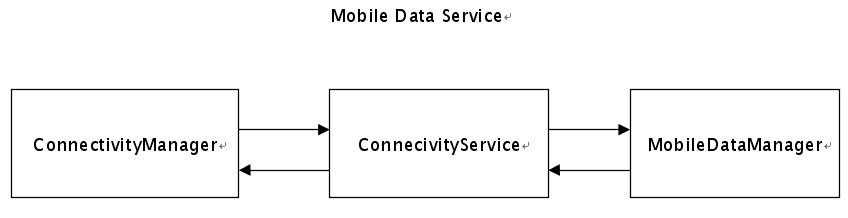 Mobile Data Service
ConnectivityManager
ConnecivityService
MobileDataManager